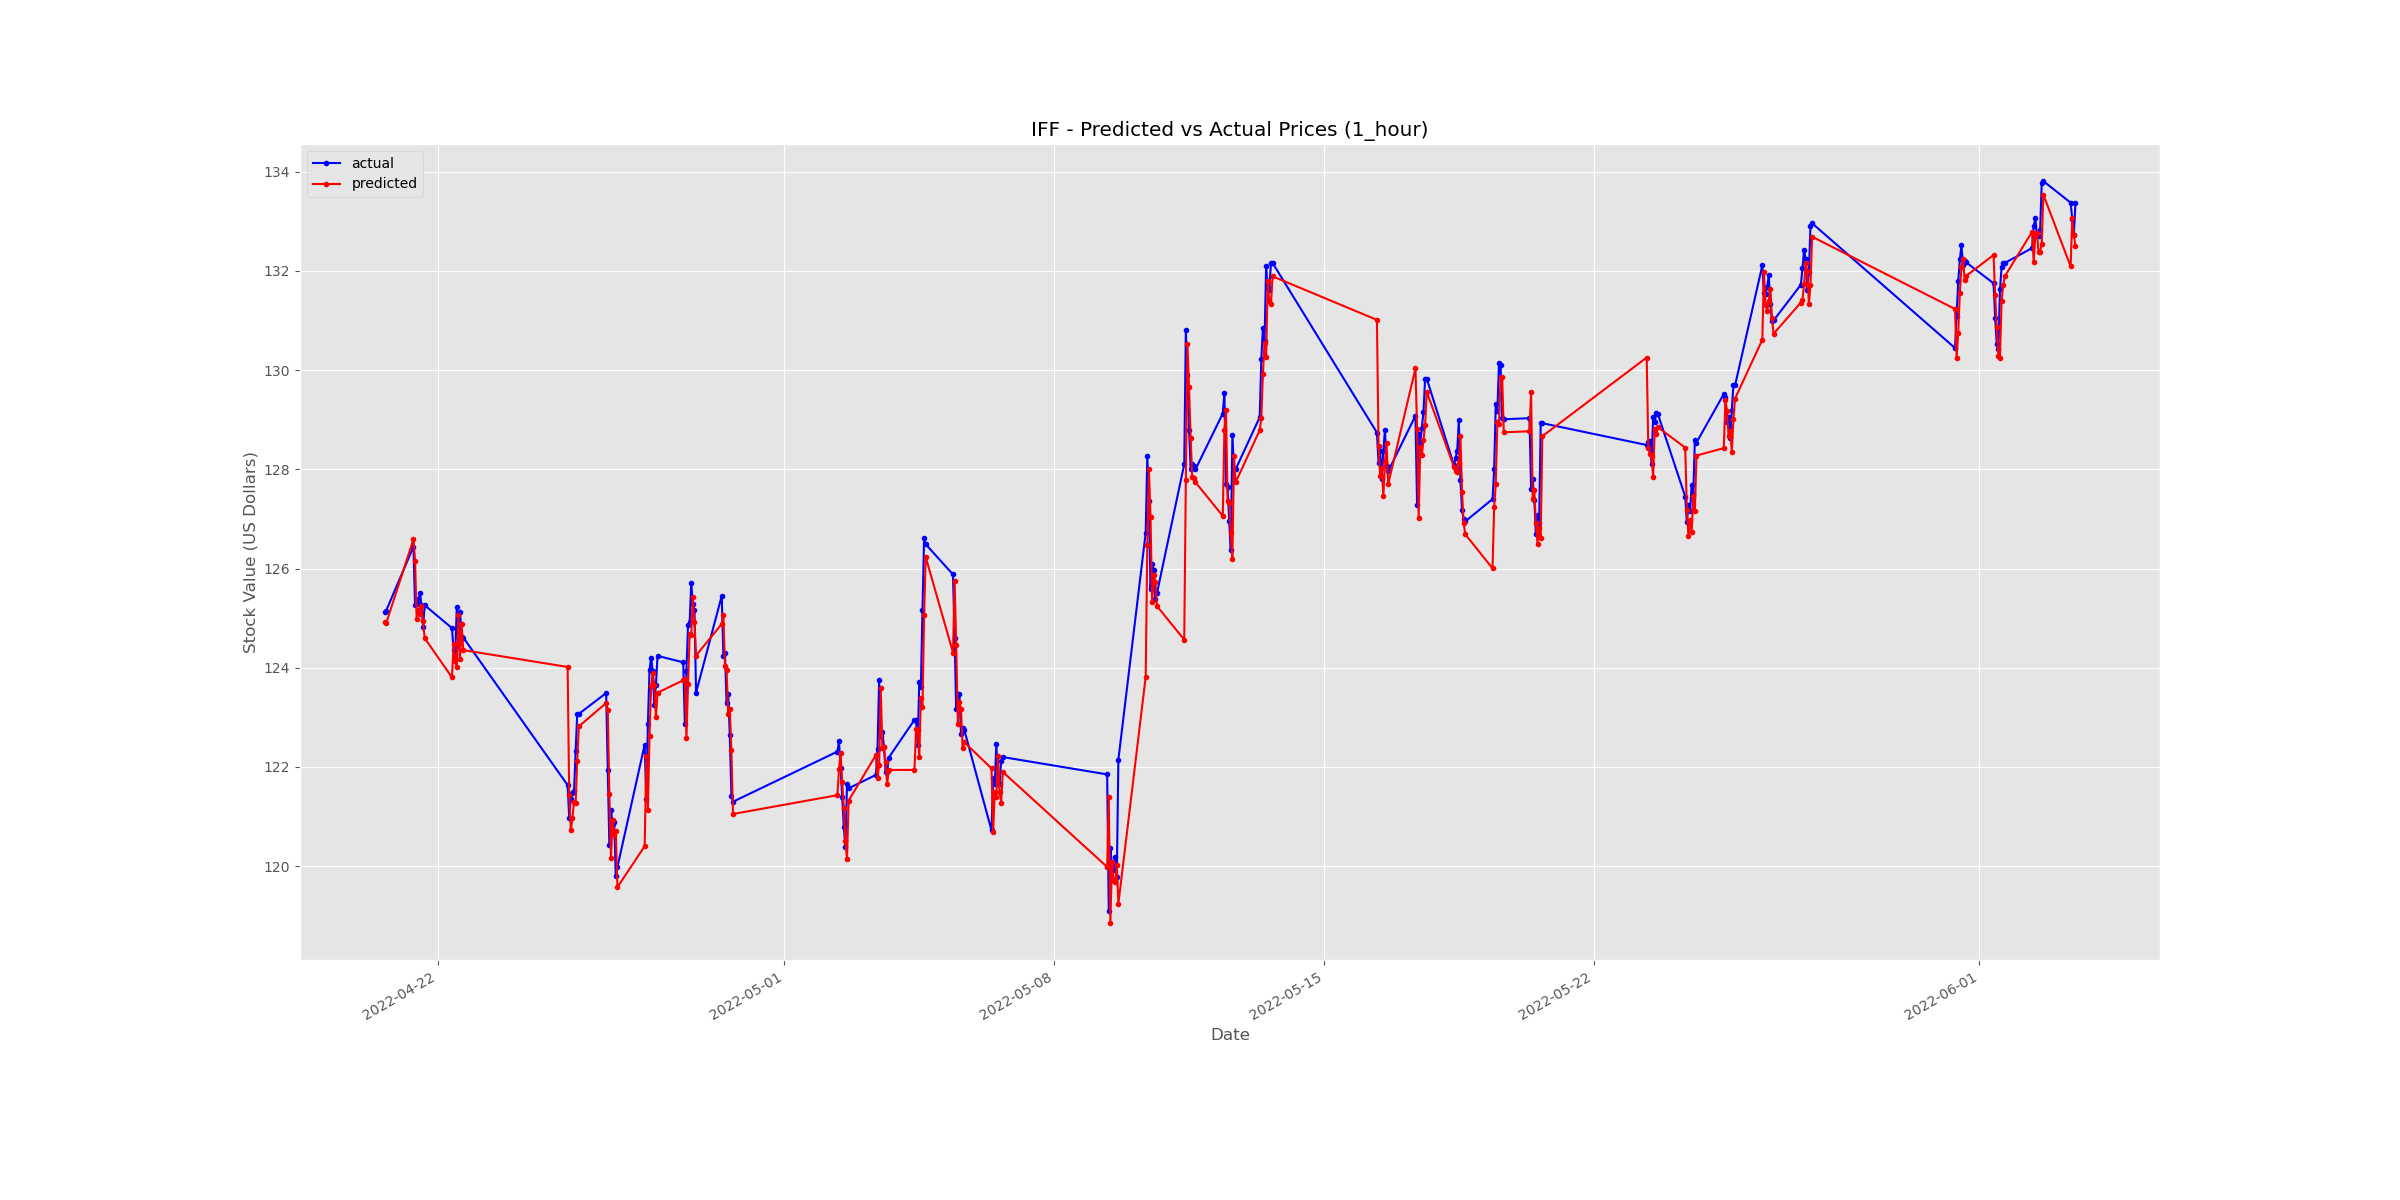 IFF - Predicted vs Actual Prices (1_hour)
actual
predicted
134
132
130
128
126
124
122
120
Stock Value (US Dollars)
2022-04-22
2022-05-01
2022-05-08
2022-05-15
2022-05-22
2022-06-01
Date